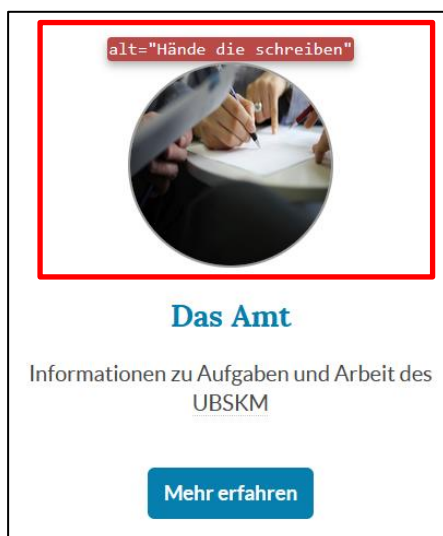 alt="Hände die schreiben"
Das Amt
Informationen zu Aufgaben und Arbeit des
UBSKM
Mehr erfahren